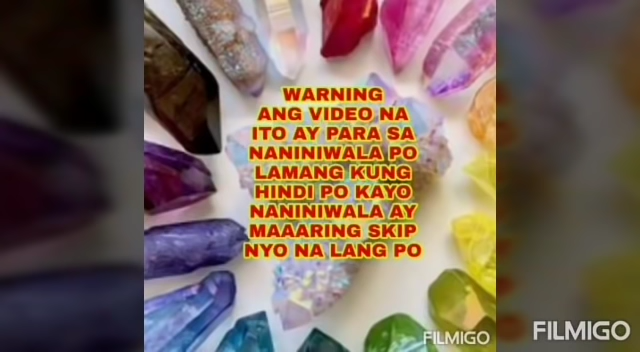 WARNING
ANG VIDEO NA
ITO AY PARA SA
NANINIWALA PO
LAMANG KUNG
HINDI PO KAYO
NANINIWALA AY
MAAARING SKIP
NYO NA LANG PO
FILMIGO
FILMIGO